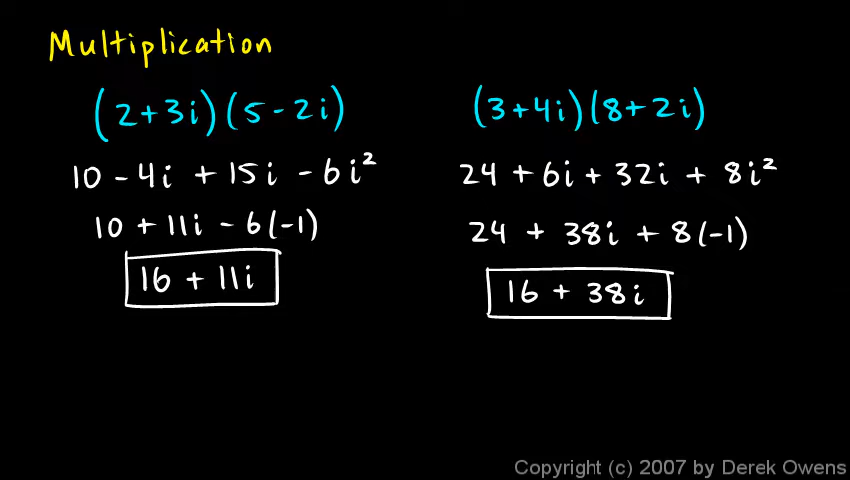 Multiplication
(2+3i)(5-2i)
10 - 4i + 15i - 6i²
10 + 11i - 6(-1)
16 + 11i
(3+4i)(8+2i)
24 + 6i + 32i + 8i²
24 + 38i + 8(-1)
16 + 38i
Copyright (c) 2007 by Derek Owens